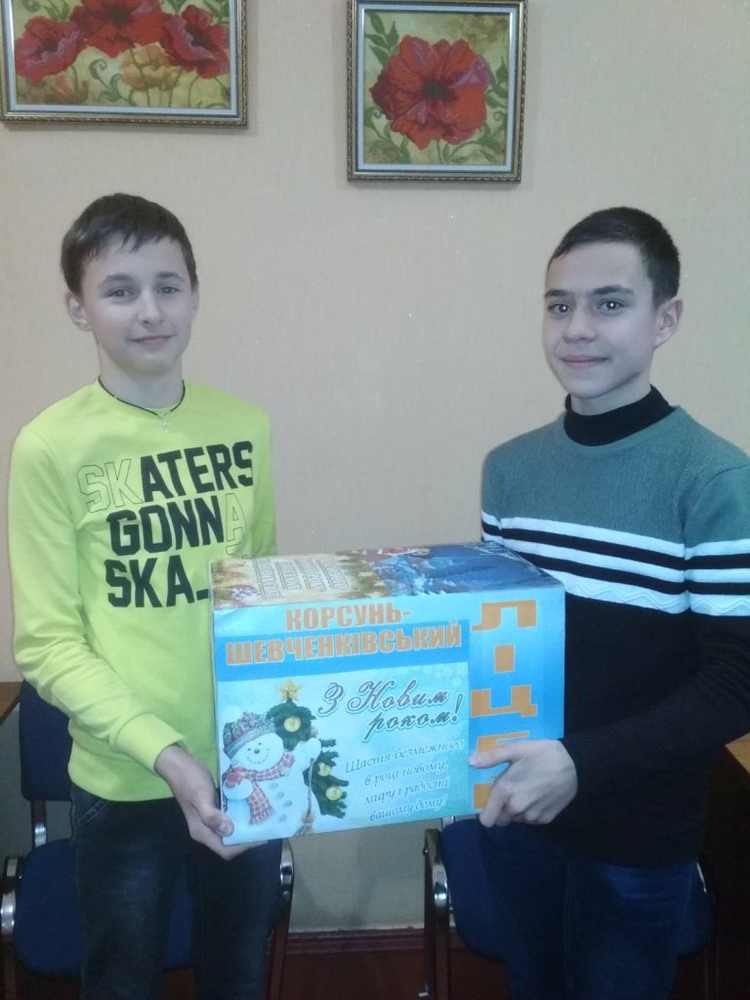 SKATERS
GONNA
SKA
КОРСУНЬ-
ШЕВЧЕНКІВСЬКИЙ
З Новим
роком!
Щастя безмежного
в році новому,
миру і радості
вашому дому!